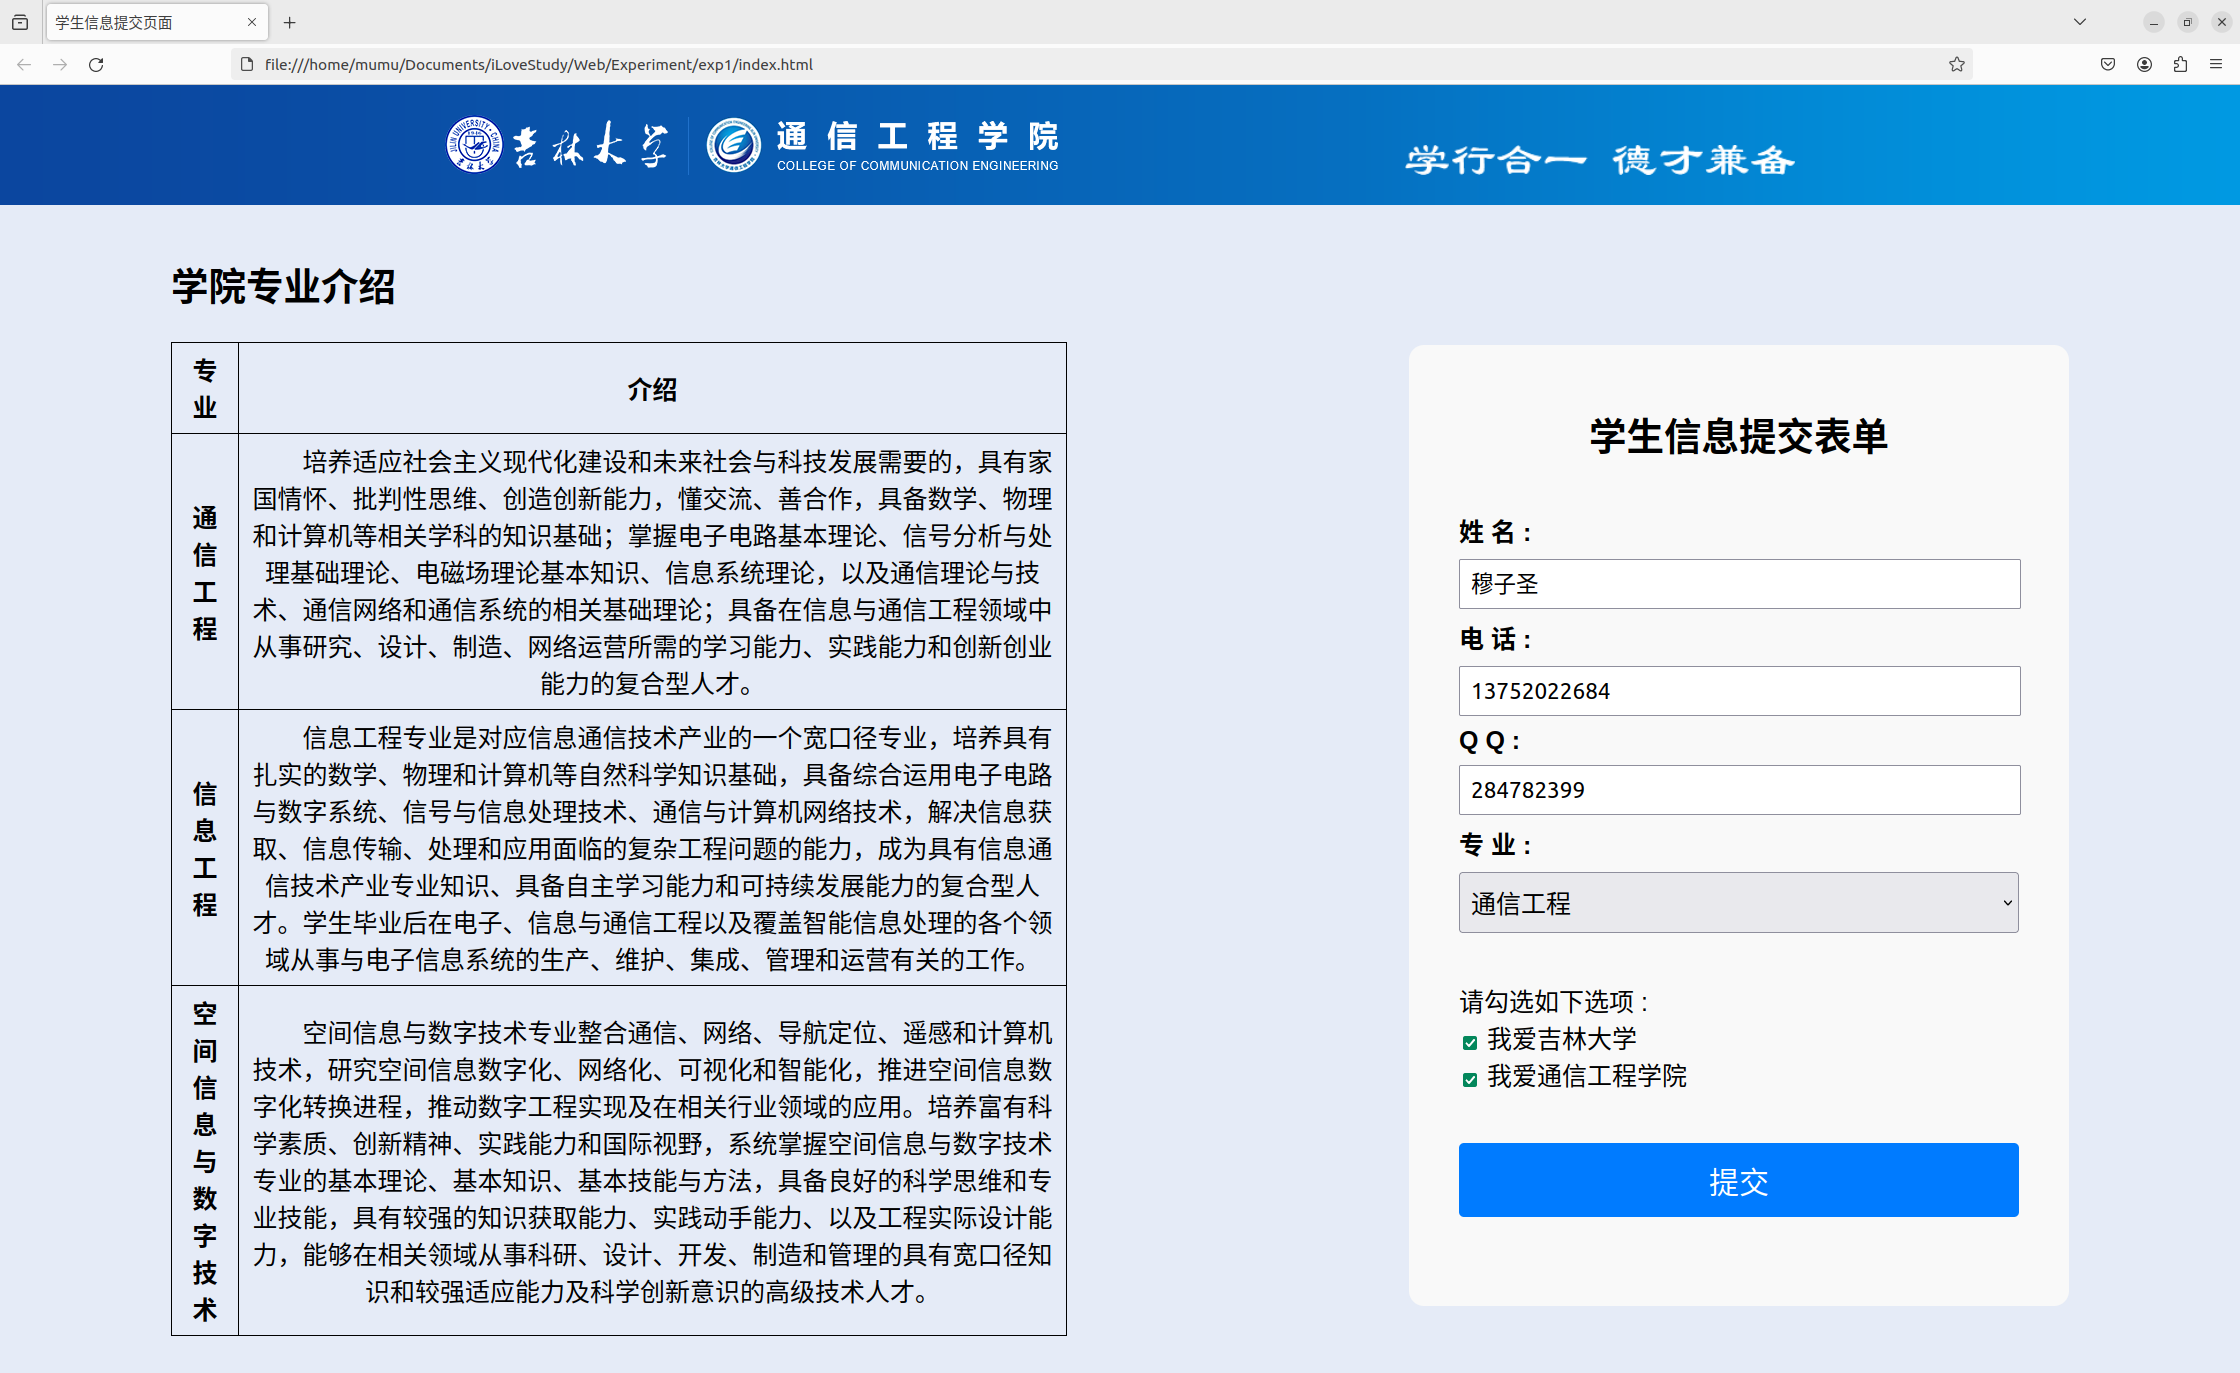 学生信息提交页面
file:///home/mumu/Documents/iLoveStudy/Web/Experiment/exp1/index.html
吉林大学
通信工程学院
COLLEGE OF COMMUNICATION ENGINEERING
学行合一 德才兼备
学院专业介绍
专业
介绍
通信工程
培养适应社会主义现代化建设和未来社会与科技发展需要的，具有家
国情怀、批判性思维、创造创新能力，懂交流、善合作，具备数学、物理
和计算机等相关学科的知识基础；掌握电子电路基本理论、信号分析与处
理基础理论、电磁场理论基本知识、信息系统理论，以及通信理论与技
术、通信网络和通信系统的相关基础理论；具备在信息与通信工程领域中
从事研究、设计、制造、网络运营所需的学习能力、实践能力和创新创业
能力的复合型人才。
信息工程
信息工程专业是对应信息通信技术产业的一个宽口径专业，培养具有
扎实的数学、物理和计算机等自然科学知识基础，具备综合运用电子电路
与数字系统、信号与信息处理技术、通信与计算机网络技术，解决信息获
取、信息传输、处理和应用面临的复杂工程问题的能力，成为具有信息通
信技术产业专业知识、具备自主学习能力和可持续发展能力的复合型人
才。学生毕业后在电子、信息与通信工程以及覆盖智能信息处理的各个领
域从事与电子信息系统的生产、维护、集成、管理和运营有关的工作。
空间信息与数字技术
空间信息与数字技术专业整合通信、网络、导航定位、遥感和计算机
技术，研究空间信息数字化、网络化、可视化和智能化，推进空间信息数
字化转换进程，推动数字工程实现及在相关行业领域的应用。培养富有科
学素质、创新精神、实践能力和国际视野，系统掌握空间信息与数字技术
专业的基本理论、基本知识、基本技能与方法，具备良好的科学思维和专
业技能，具有较强的知识获取能力、实践动手能力、以及工程实际设计能
力，能够在相关领域从事科研、设计、开发、制造和管理的具有宽口径知
识和较强适应能力及科学创新意识的高级技术人才。
学生信息提交表单
姓 名 :
穆子圣
电 话 :
13752022684
Q Q :
284782399
专 业 :
通信工程
请勾选如下选项 :
我爱吉林大学
我爱通信工程学院
提交